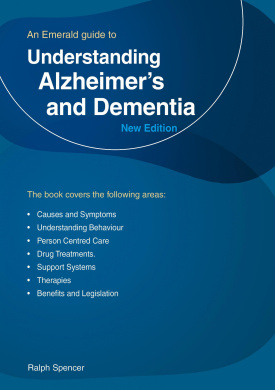 An Emerald guide to
Understanding
Alzheimer's
and Dementia
New Edition
The book covers the following areas:
• Causes and Symptoms
• Understanding Behaviour
• Person Centred Care
• Drug Treatments.
• Support Systems
• Therapies
• Benefits and Legislation
Ralph Spencer